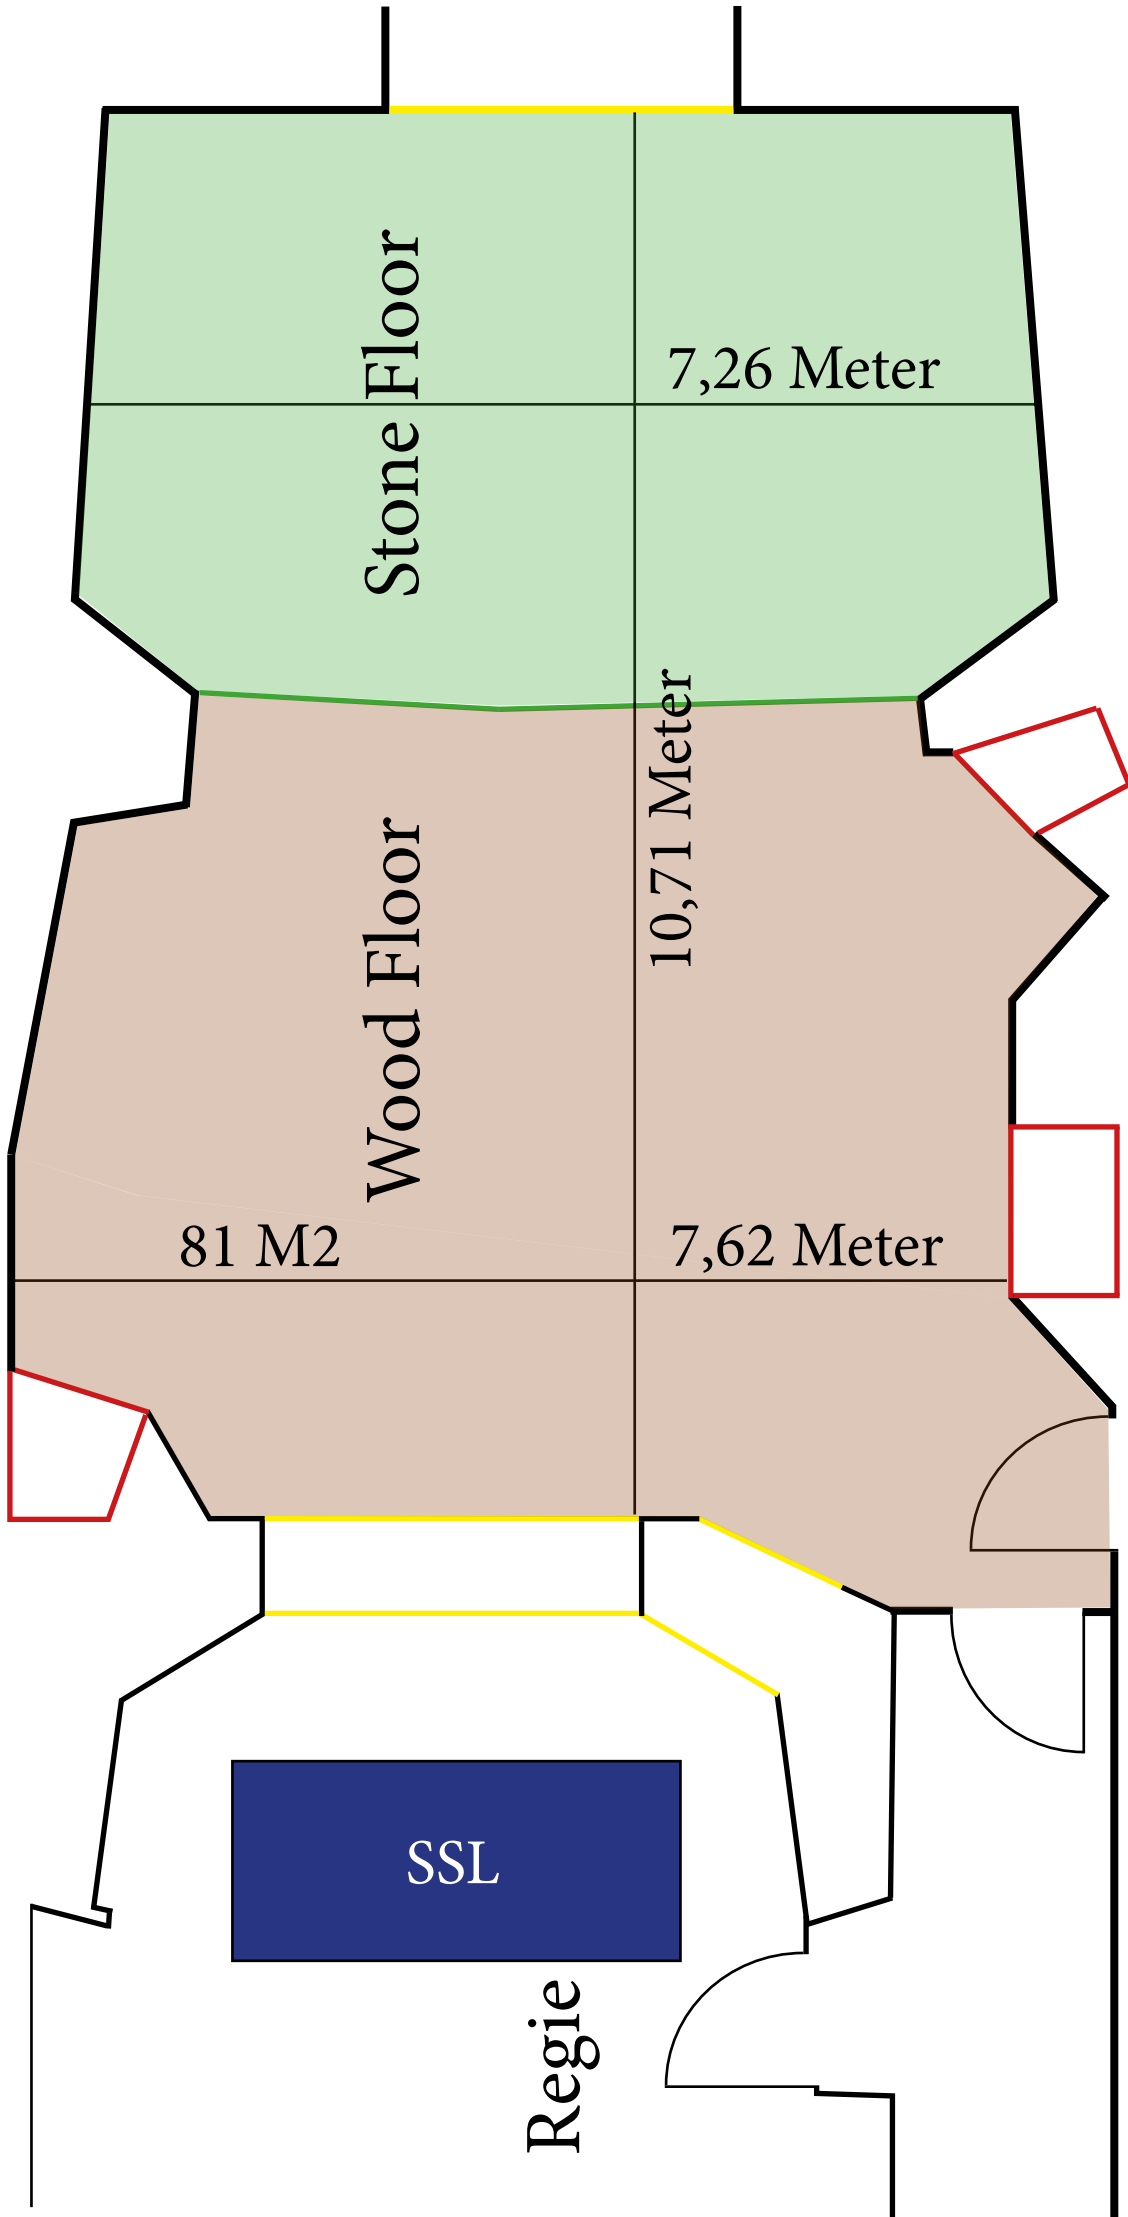 Stone Floor
7,26 Meter
10,71 Meter
Wood Floor
81 M2
7,62 Meter
SSL
Regie